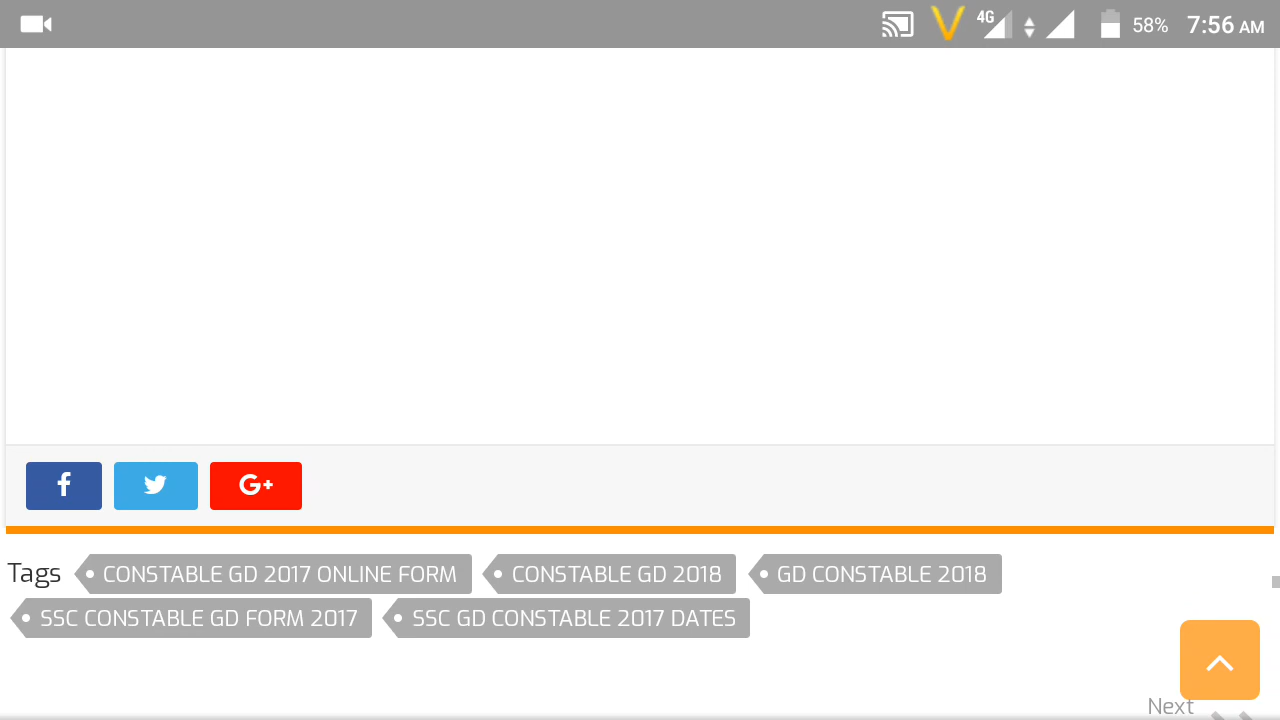 4G 58% 7:56 AM
f G+
Tags CONSTABLE GD 2017 ONLINE FORM CONSTABLE GD 2018 GD CONSTABLE 2018
SSC CONSTABLE GD FORM 2017 SSC GD CONSTABLE 2017 DATES
Next